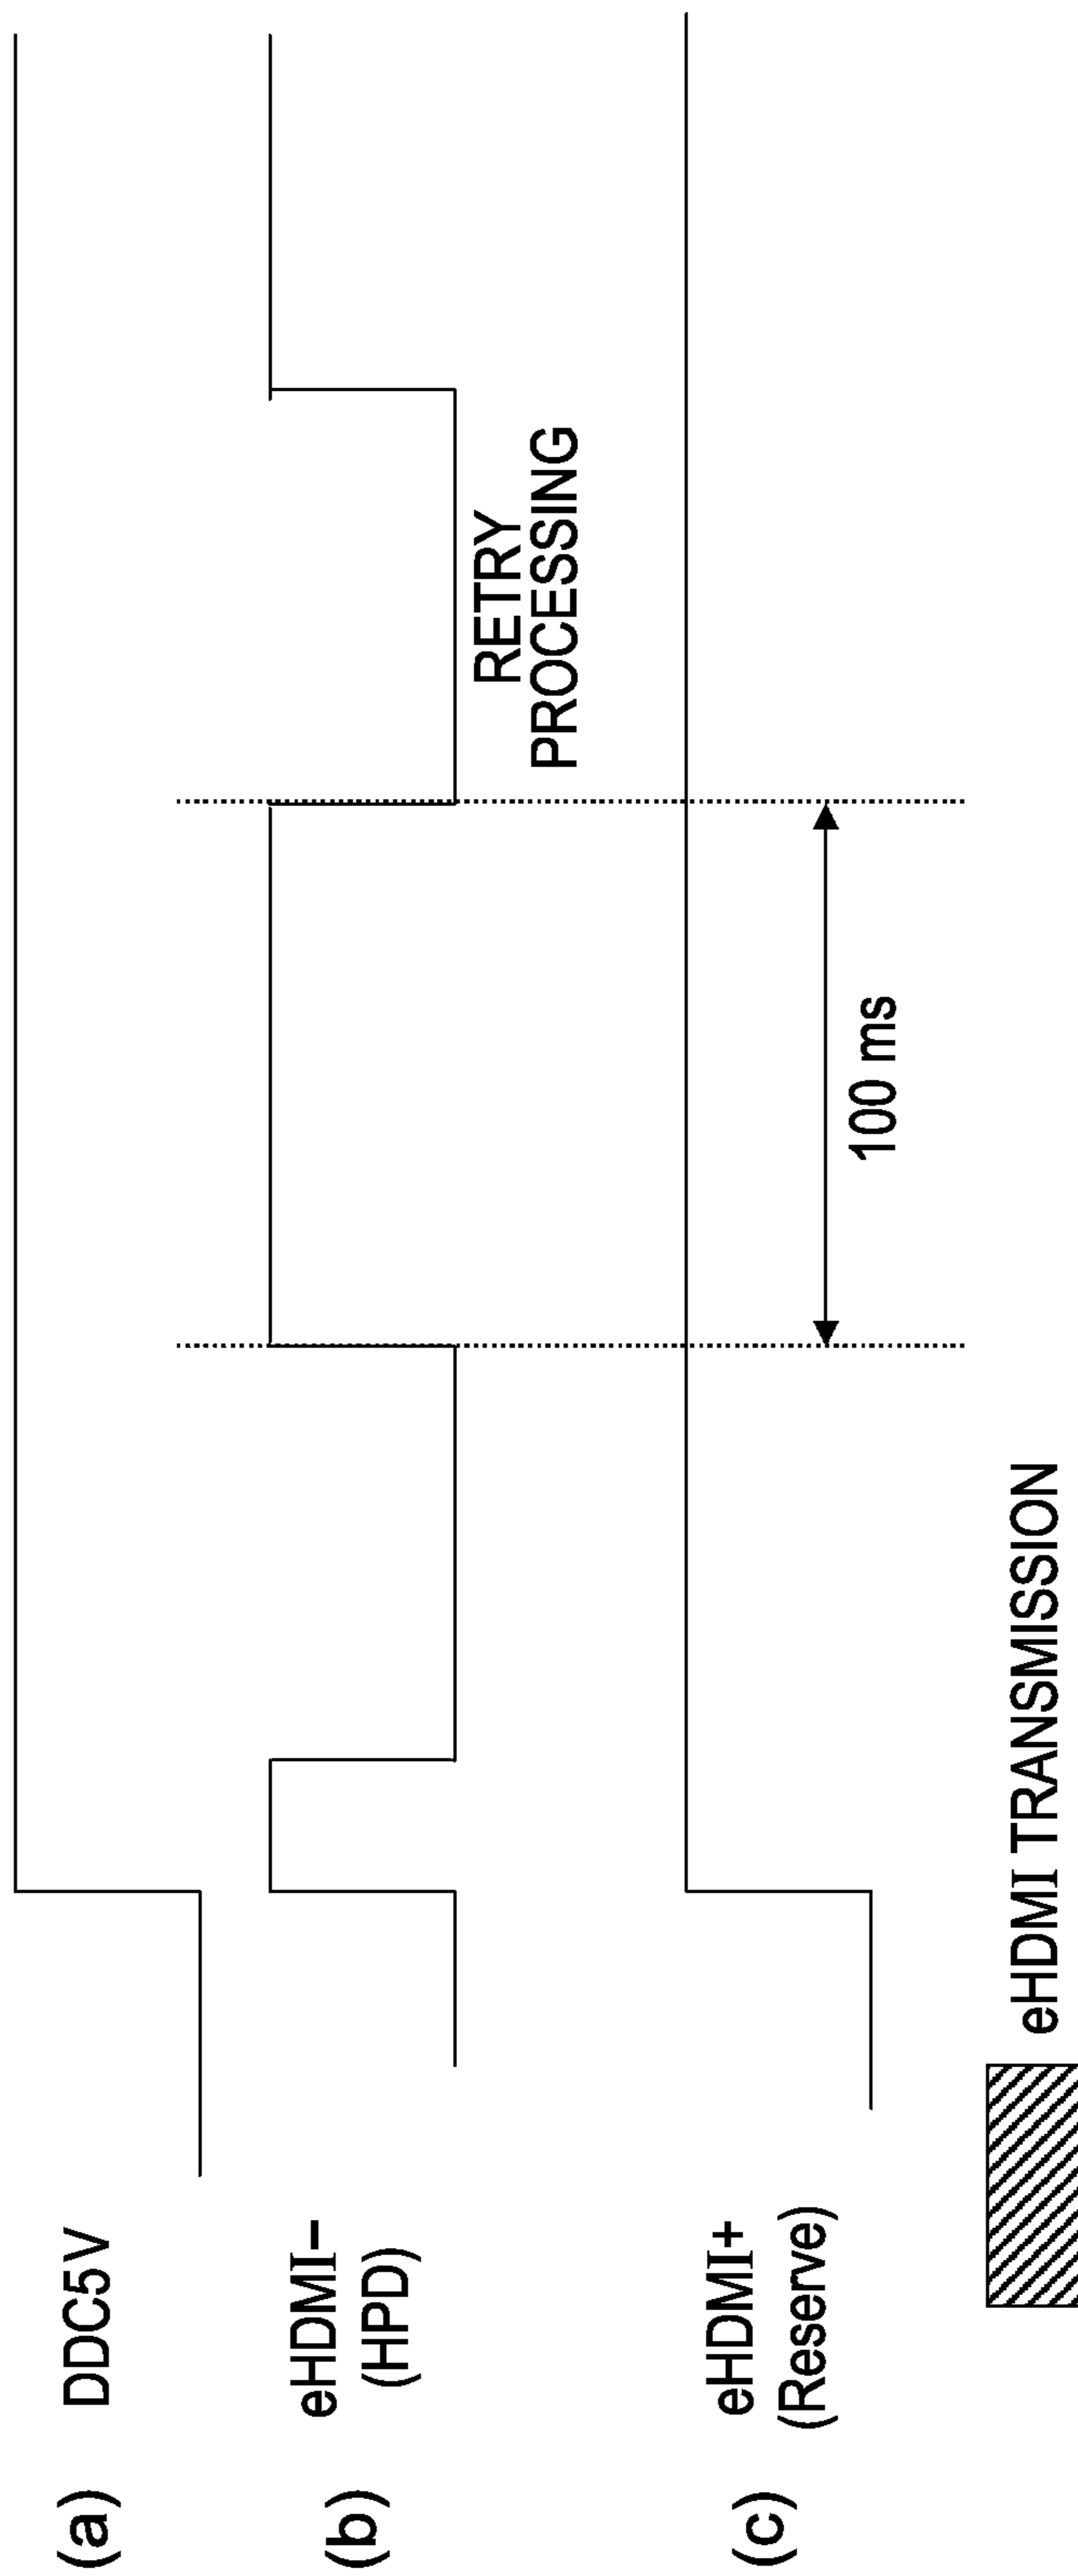 (a) DDC5V
(b) eHDMI−
(HPD)
RETRY
PROCESSING
(c) eHDMI+
(Reserve)
100 ms
eHDMI TRANSMISSION